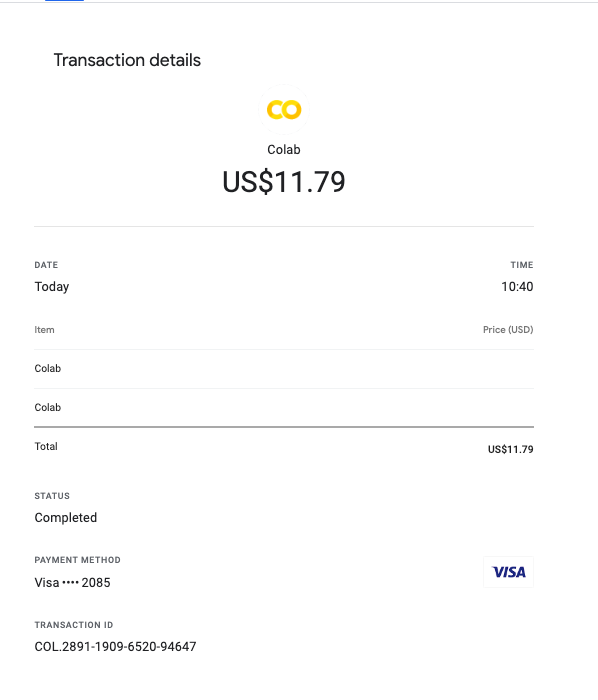 Transaction details
Colab
US$11.79
DATE TIME
Today 10:40
Item Price (USD)
Colab
Colab
Total US$11.79
STATUS
Completed
PAYMENT METHOD
Visa •••• 2085 VISA
TRANSACTION ID
COL.2891-1909-6520-94647